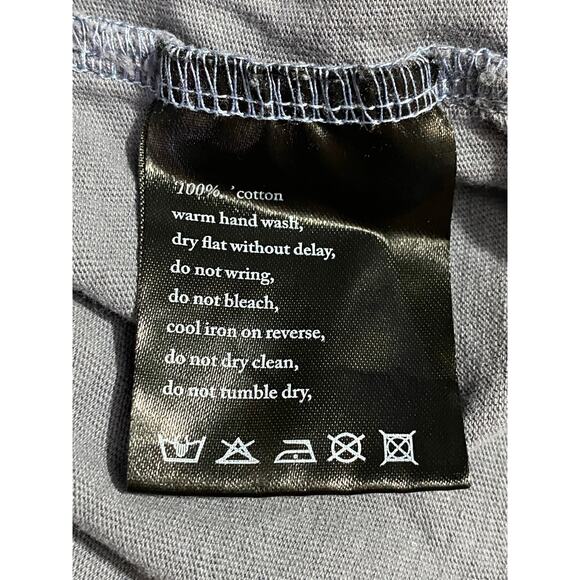 100% cotton
warm hand wash,
dry flat without delay,
do not wring,
do not bleach,
cool iron on reverse,
do not dry clean,
do not tumble dry,